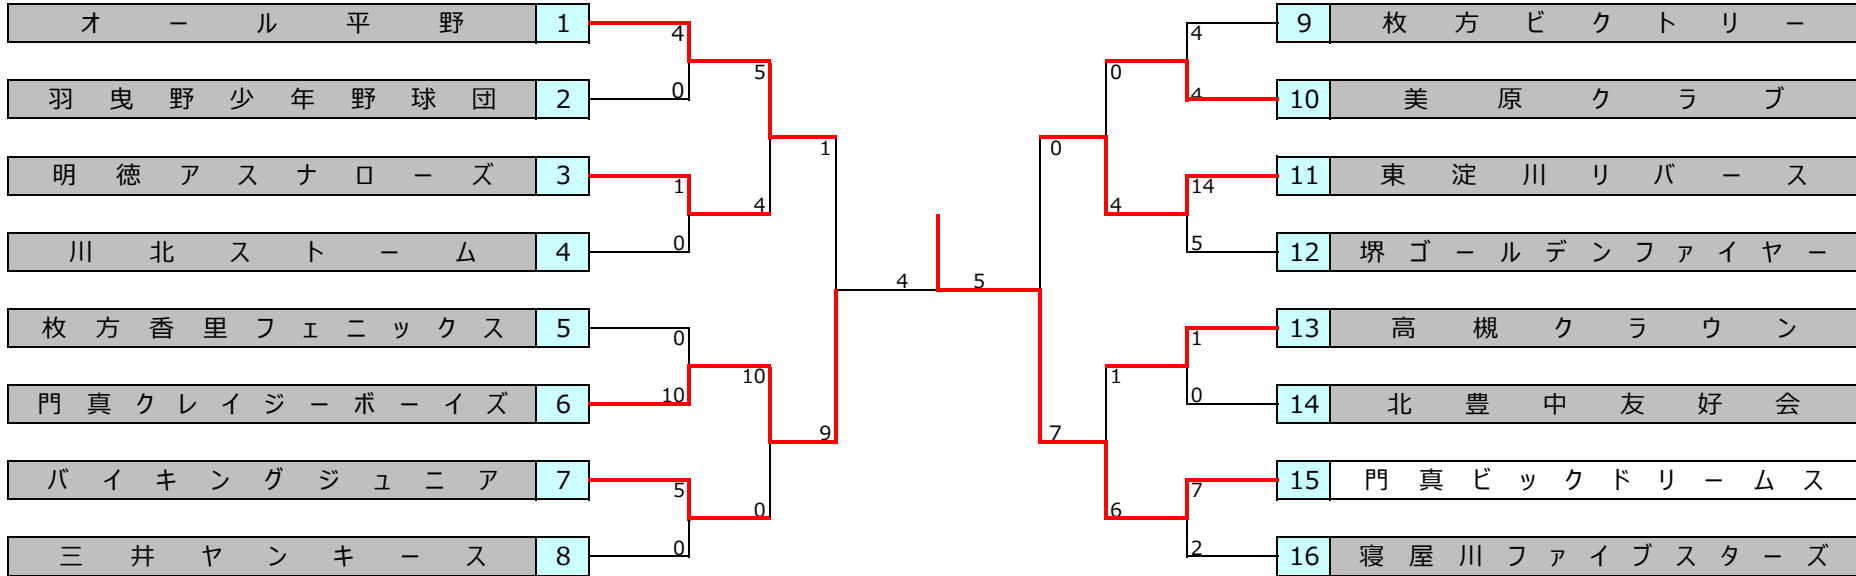 オール平野 1
4
羽曳野少年野球団 2
0
5
明徳アスナローズ 3
1
川北ストーム 4
0
4
1
枚方香里フェニックス 5
0
門真クレイジーボーイズ 6
10
10
バイキングジュニア 7
5
三井ヤンキース 8
0
0
9
4 5
9 枚方ビクトリー
4
10 美原クラブ
4
0
11 東淀川リバース
14
12 堺ゴールデンファイヤー
5
4
0
13 高槻クラウン
1
14 北豊中友好会
0
1
15 門真ビックドリームス
7
16 寝屋川ファイブスターズ
2
6
7